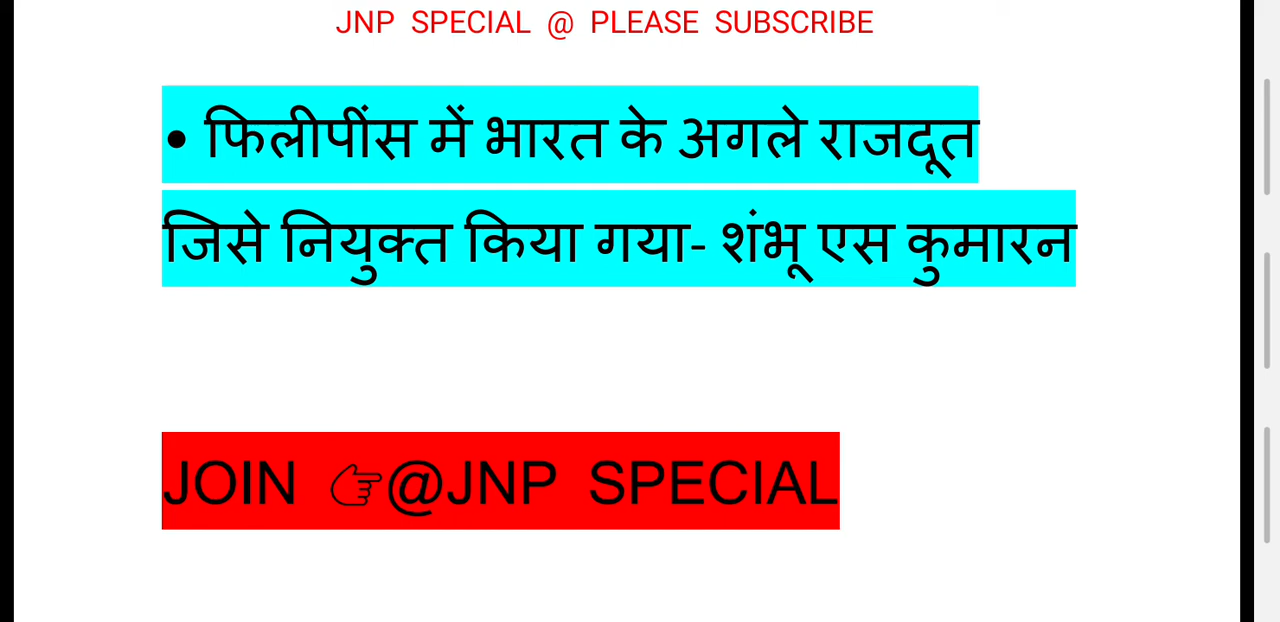 JNP SPECIAL @ PLEASE SUBSCRIBE
• फिलीपींस में भारत के अगले राजदूत
जिसे नियुक्त किया गया- शंभू एस कुमारन
JOIN 👉@JNP SPECIAL